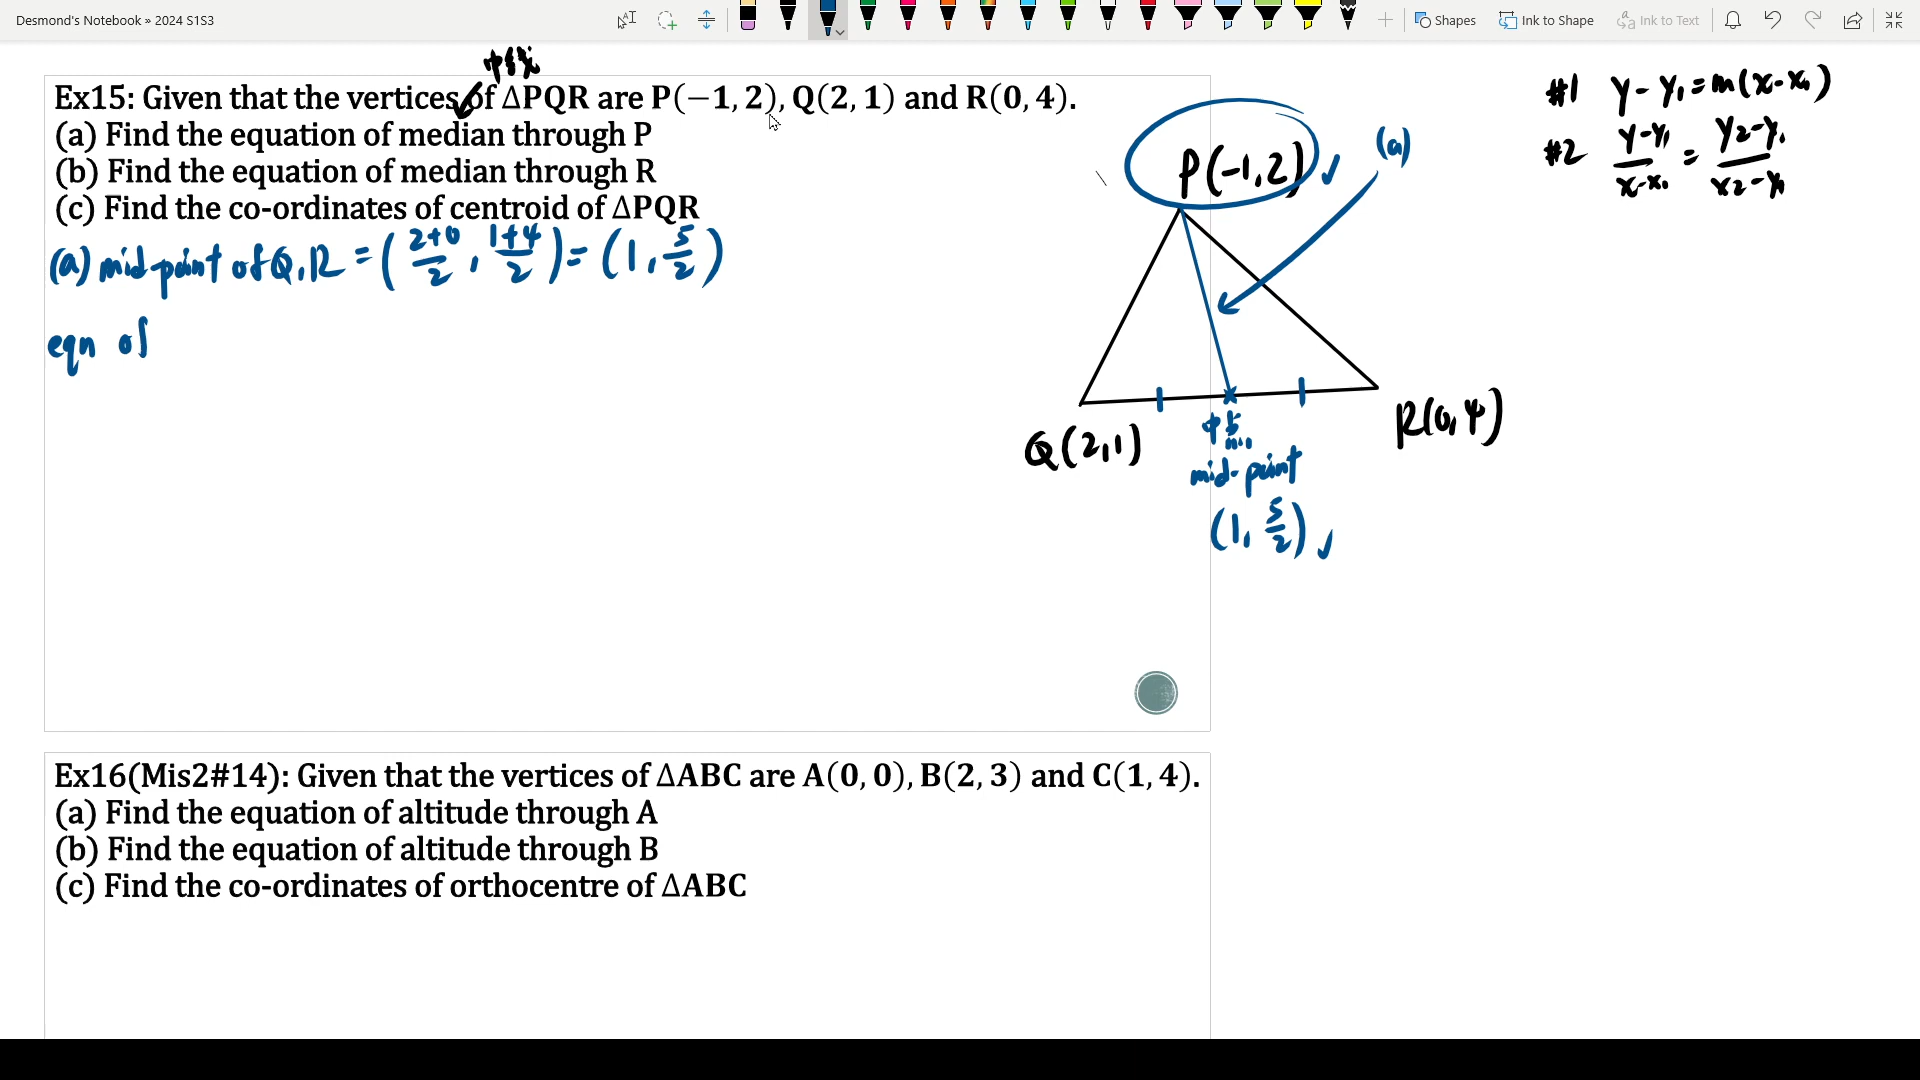 Desmond's Notebook » 2024 S1S3
Shapes
Ink to Shape
Ink to Text
中线
Ex15: Given that the vertices of ΔPQR are P(−1, 2), Q(2, 1) and R(0, 4).
(a) Find the equation of median through P
(b) Find the equation of median through R
(c) Find the co-ordinates of centroid of ΔPQR
(a) mid-point of Q,R = (2+0/2, 1+4/2) = (1, 5/2)
eqn of
P(-1,2) ✓
(a)
Q(2,1)
R(0,4)
中点
mid-point
(1, 5/2) ✓
#1 y-y₁=m(x-x₁)
#2 y-y₁/x-x₁ = y₂-y₁/x₂-y₁
Ex16(Mis2#14): Given that the vertices of ΔABC are A(0, 0), B(2, 3) and C(1, 4).
(a) Find the equation of altitude through A
(b) Find the equation of altitude through B
(c) Find the co-ordinates of orthocentre of ΔABC